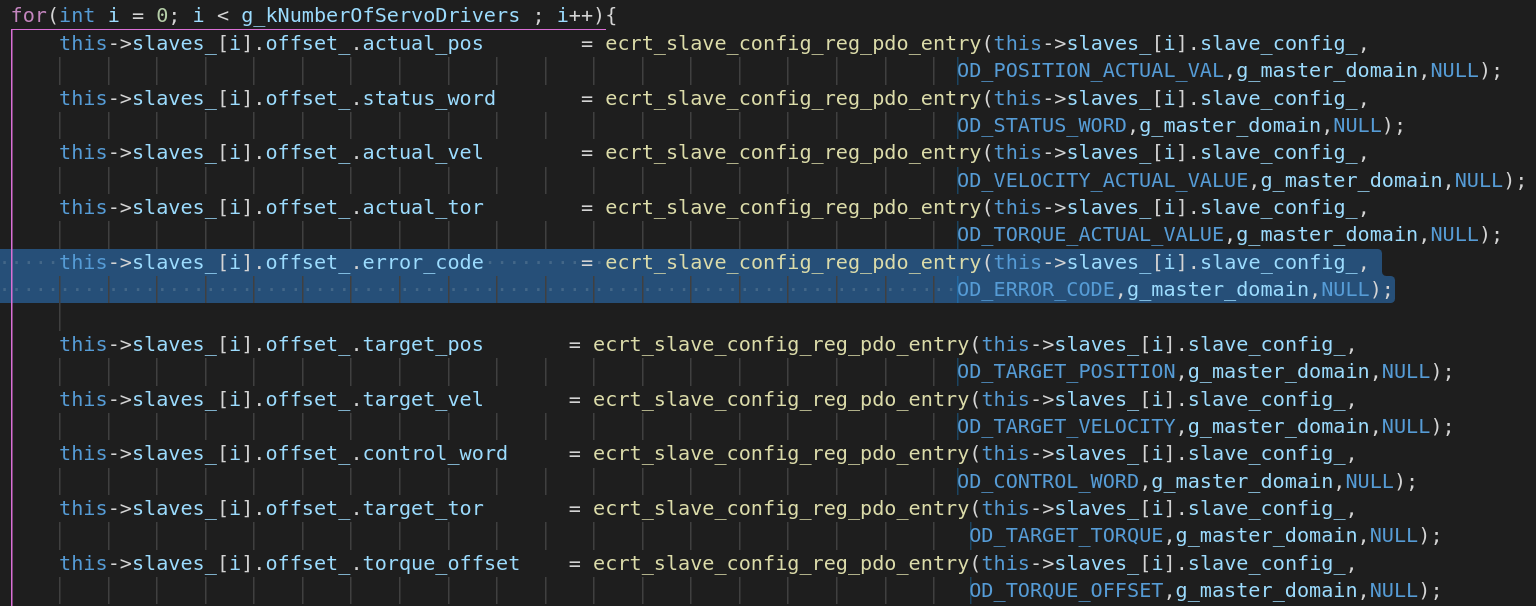 for(int i = 0; i < g_kNumberOfServoDrivers ; i++){
    this->slaves_[i].offset_.actual_pos        = ecrt_slave_config_reg_pdo_entry(this->slaves_[i].slave_config_,
                                                                          OD_POSITION_ACTUAL_VAL,g_master_domain,NULL);
    this->slaves_[i].offset_.status_word       = ecrt_slave_config_reg_pdo_entry(this->slaves_[i].slave_config_,
                                                                          OD_STATUS_WORD,g_master_domain,NULL);
    this->slaves_[i].offset_.actual_vel        = ecrt_slave_config_reg_pdo_entry(this->slaves_[i].slave_config_,
                                                                          OD_VELOCITY_ACTUAL_VALUE,g_master_domain,NULL);
    this->slaves_[i].offset_.actual_tor        = ecrt_slave_config_reg_pdo_entry(this->slaves_[i].slave_config_,
                                                                          OD_TORQUE_ACTUAL_VALUE,g_master_domain,NULL);
    this->slaves_[i].offset_.error_code        = ecrt_slave_config_reg_pdo_entry(this->slaves_[i].slave_config_,
                                                                          OD_ERROR_CODE,g_master_domain,NULL);

    this->slaves_[i].offset_.target_pos       = ecrt_slave_config_reg_pdo_entry(this->slaves_[i].slave_config_,
                                                                          OD_TARGET_POSITION,g_master_domain,NULL);
    this->slaves_[i].offset_.target_vel       = ecrt_slave_config_reg_pdo_entry(this->slaves_[i].slave_config_,
                                                                          OD_TARGET_VELOCITY,g_master_domain,NULL);
    this->slaves_[i].offset_.control_word     = ecrt_slave_config_reg_pdo_entry(this->slaves_[i].slave_config_,
                                                                          OD_CONTROL_WORD,g_master_domain,NULL);
    this->slaves_[i].offset_.target_tor       = ecrt_slave_config_reg_pdo_entry(this->slaves_[i].slave_config_,
                                                                           OD_TARGET_TORQUE,g_master_domain,NULL);
    this->slaves_[i].offset_.torque_offset    = ecrt_slave_config_reg_pdo_entry(this->slaves_[i].slave_config_,
                                                                           OD_TORQUE_OFFSET,g_master_domain,NULL);